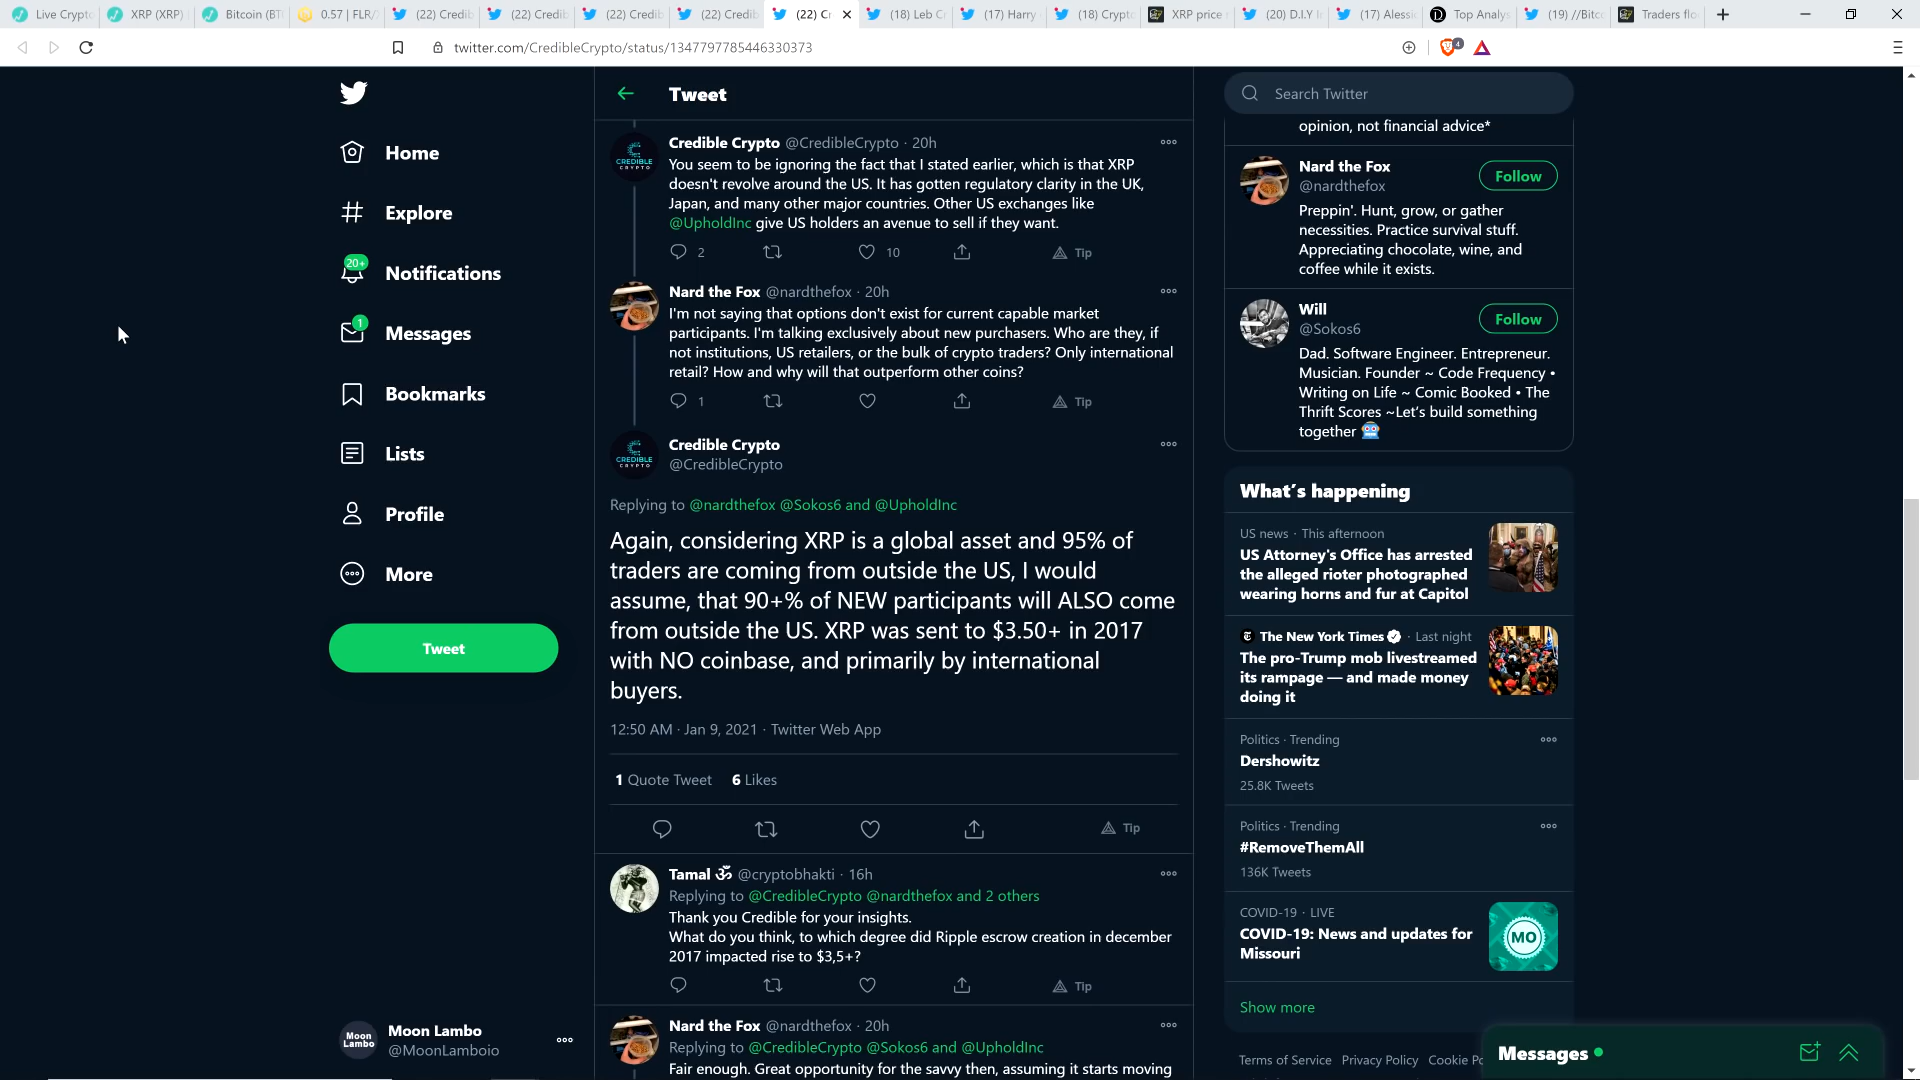 Live Crypto
XRP (XRP)
Bitcoin (BT
0.57 | FLR/
(22) Credib
(22) Credib
(22) Credib
(22) Credib
(22) C
(18) Leb C
(17) Harry
(18) Crypto
XRP price
(20) D.I.Y I
(17) Alessi
Top Analys
(19) //Bitco
Traders flo
twitter.com/CredibleCrypto/status/1347797785446330373
4
Home
Explore
20+
Notifications
1
Messages
Bookmarks
Lists
Profile
More
Tweet
Moon Lambo
Moon Lambo
@MoonLamboio
Tweet
CREDIBLE CRYPTO
Credible Crypto @CredibleCrypto · 20h
You seem to be ignoring the fact that I stated earlier, which is that XRP
doesn't revolve around the US. It has gotten regulatory clarity in the UK,
Japan, and many other major countries. Other US exchanges like
@UpholdInc give US holders an avenue to sell if they want.
2
10
Tip
Nard the Fox @nardthefox · 20h
I'm not saying that options don't exist for current capable market
participants. I'm talking exclusively about new purchasers. Who are they, if
not institutions, US retailers, or the bulk of crypto traders? Only international
retail? How and why will that outperform other coins?
1
Tip
CREDIBLE CRYPTO
Credible Crypto
@CredibleCrypto
Replying to @nardthefox @Sokos6 and @UpholdInc
Again, considering XRP is a global asset and 95% of
traders are coming from outside the US, I would
assume, that 90+% of NEW participants will ALSO come
from outside the US. XRP was sent to $3.50+ in 2017
with NO coinbase, and primarily by international
buyers.
12:50 AM · Jan 9, 2021 · Twitter Web App
1 Quote Tweet 6 Likes
Tip
Tamal ॐ @cryptobhakti · 16h
Replying to @CredibleCrypto @nardthefox and 2 others
Thank you Credible for your insights.
What do you think, to which degree did Ripple escrow creation in december
2017 impacted rise to $3,5+?
Tip
Nard the Fox @nardthefox · 20h
Replying to @CredibleCrypto @Sokos6 and @UpholdInc
Fair enough. Great opportunity for the savvy then, assuming it starts moving
Search Twitter
opinion, not financial advice*
Nard the Fox
@nardthefox
Follow
Preppin'. Hunt, grow, or gather
necessities. Practice survival stuff.
Appreciating chocolate, wine, and
coffee while it exists.
Will
@Sokos6
Follow
Dad. Software Engineer. Entrepreneur.
Musician. Founder ~ Code Frequency •
Writing on Life ~ Comic Booked • The
Thrift Scores ~Let's build something
together
What's happening
US news · This afternoon
US Attorney's Office has arrested
the alleged rioter photographed
wearing horns and fur at Capitol
The New York Times · Last night
The pro-Trump mob livestreamed
its rampage — and made money
doing it
Politics · Trending
Dershowitz
25.8K Tweets
Politics · Trending
#RemoveThemAll
136K Tweets
COVID-19 · LIVE
COVID-19: News and updates for
Missouri
MO
Show more
Terms of Service Privacy Policy Cookie Po
Messages